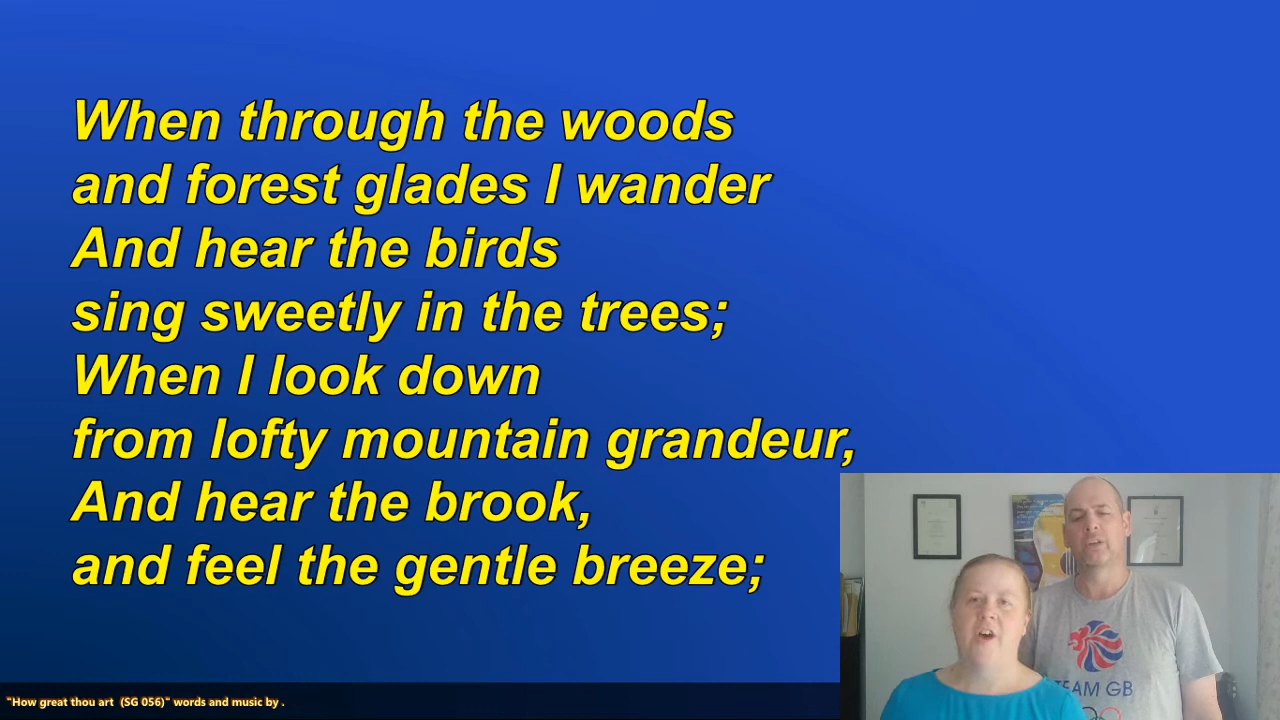 When through the woods
and forest glades I wander
And hear the birds
sing sweetly in the trees;
When I look down
from lofty mountain grandeur,
And hear the brook,
and feel the gentle breeze;
TEAM GB
"How great thou art  (SG 056)" words and music by .